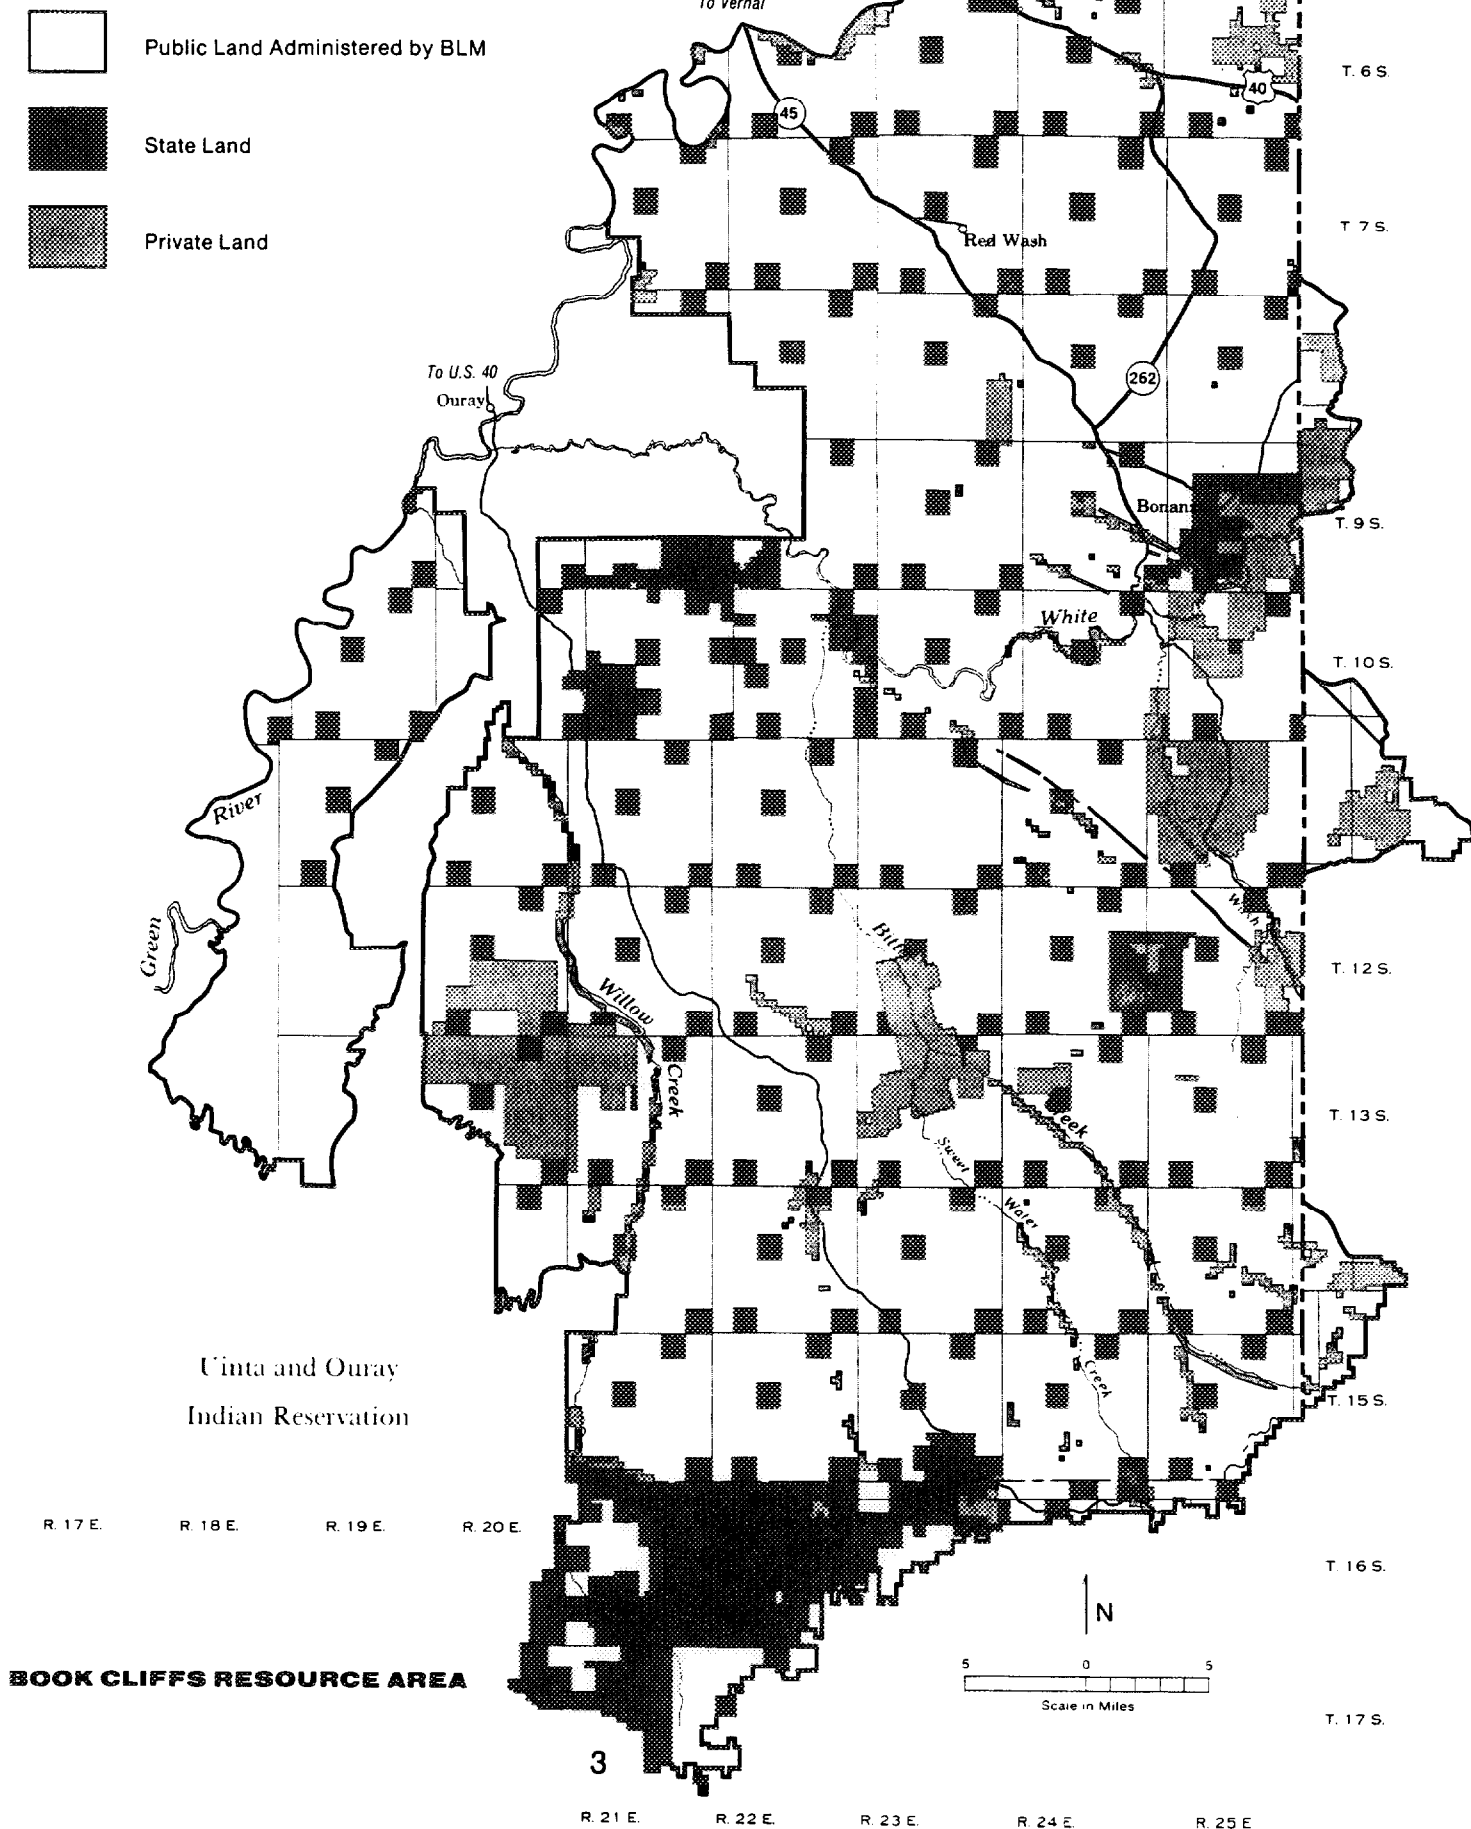 To Vernal
Public Land Administered by BLM
State Land
Private Land
T. 6 S.
40
45
T. 7 S.
Red Wash
To U.S. 40
Ouray
262
T. 9 S.
White
T. 10 S.
River
Green
T. 12 S.
Willow
Creek
T. 13 S.
Sweet
Water
Creek
Uinta and Ouray
Indian Reservation
T. 15 S.
R. 17 E.
R. 18 E.
R. 19 E.
R. 20 E.
T. 16 S.
N
BOOK CLIFFS RESOURCE AREA
5 0 5
Scale in Miles
T. 17 S.
3
R. 21 E.
R. 22 E.
R. 23 E.
R. 24 E.
R. 25 E